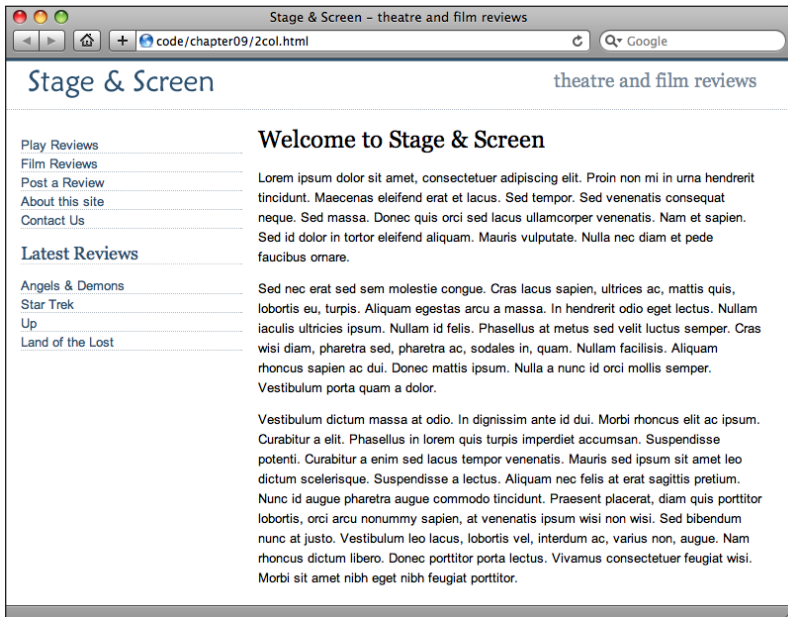 Stage & Screen – theatre and film reviews
code/chapter09/2col.html
Google
Stage & Screen
theatre and film reviews
Play Reviews
Film Reviews
Post a Review
About this site
Contact Us
Latest Reviews
Angels & Demons
Star Trek
Up
Land of the Lost
Welcome to Stage & Screen
Lorem ipsum dolor sit amet, consectetuer adipiscing elit. Proin non mi in urna hendrerit
tincidunt. Maecenas eleifend erat et lacus. Sed tempor. Sed venenatis consequat
neque. Sed massa. Donec quis orci sed lacus ullamcorper venenatis. Nam et sapien.
Sed id dolor in tortor eleifend aliquam. Mauris vulputate. Nulla nec diam et pede
faucibus ornare.
Sed nec erat sed sem molestie congue. Cras lacus sapien, ultrices ac, mattis quis,
lobortis eu, turpis. Aliquam egestas arcu a massa. In hendrerit odio eget lectus. Nullam
iaculis ultricies ipsum. Nullam id felis. Phasellus at metus sed velit luctus semper. Cras
wisi diam, pharetra sed, pharetra ac, sodales in, quam. Nullam facilisis. Aliquam
rhoncus sapien ac dui. Donec mattis ipsum. Nulla a nunc id orci mollis semper.
Vestibulum porta quam a dolor.
Vestibulum dictum massa at odio. In dignissim ante id dui. Morbi rhoncus elit ac ipsum.
Curabitur a elit. Phasellus in lorem quis turpis imperdiet accumsan. Suspendisse
potenti. Curabitur a enim sed lacus tempor venenatis. Mauris sed ipsum sit amet leo
dictum scelerisque. Suspendisse a lectus. Aliquam nec felis at erat sagittis pretium.
Nunc id augue pharetra augue commodo tincidunt. Praesent placerat, diam quis porttitor
lobortis, orci arcu nonummy sapien, at venenatis ipsum wisi non wisi. Sed bibendum
nunc at justo. Vestibulum leo lacus, lobortis vel, interdum ac, varius non, augue. Nam
rhoncus dictum libero. Donec porttitor porta lectus. Vivamus consectetuer feugiat wisi.
Morbi sit amet nibh eget nibh feugiat porttitor.